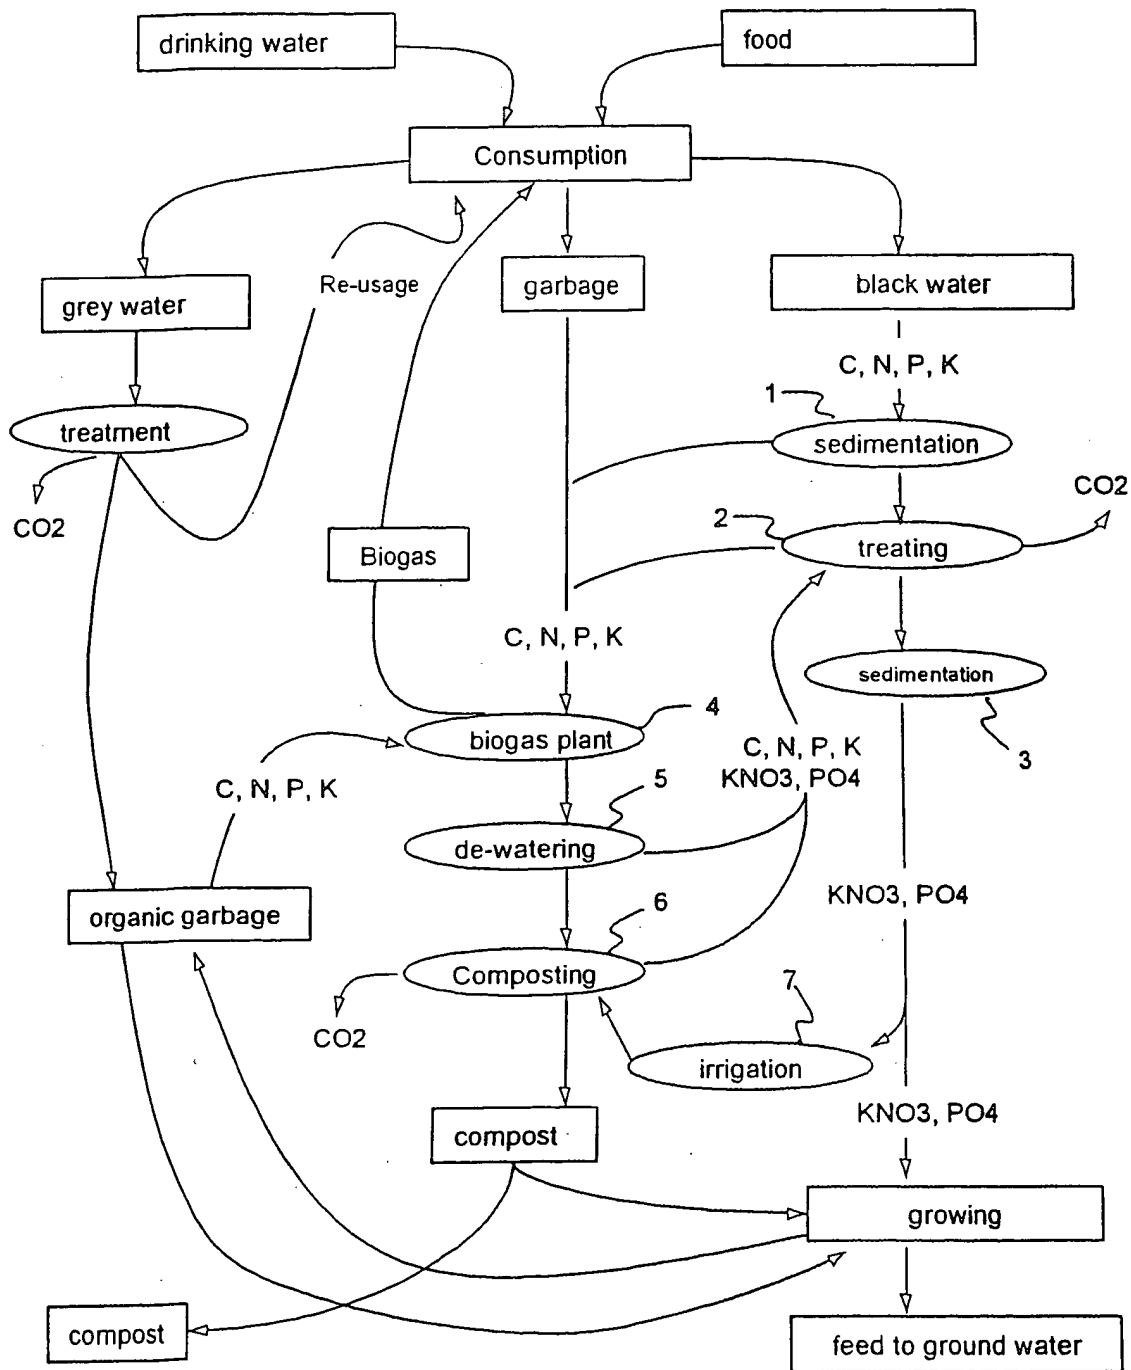 drinking water
food
Consumption
Re-usage
garbage
black water
grey water
C, N, P, K
1
sedimentation
treatment
CO2
CO2
2
treating
Biogas
C, N, P, K
sedimentation
4
biogas plant
C, N, P, K
KNO3, PO4
3
C, N, P, K
5
de-watering
KNO3, PO4
6
organic garbage
Composting
7
CO2
irrigation
KNO3, PO4
compost
growing
compost
feed to ground water